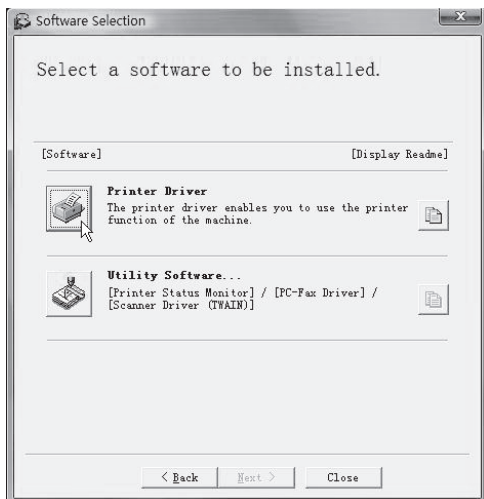 Software Selection
Select a software to be installed.
[Software] [Display Readme]
Printer Driver
The printer driver enables you to use the printer
function of the machine.
Utility Software...
[Printer Status Monitor] / [PC-Fax Driver] /
[Scanner Driver (TWAIN)]
< Back Next > Close